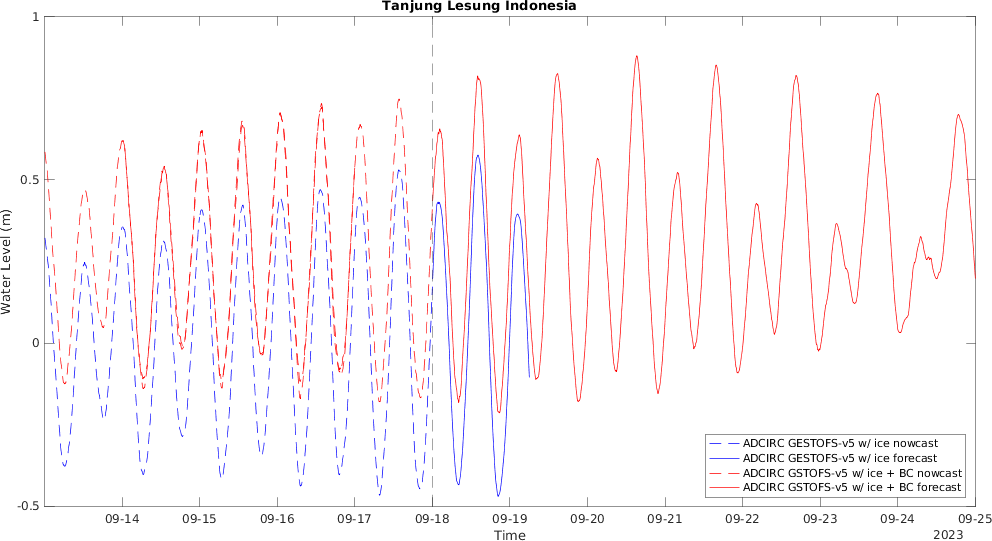 Tanjung Lesung Indonesia
1
0.5
0
-0.5
Water Level (m)
ADCIRC GESTOFS-v5 w/ ice nowcast
ADCIRC GESTOFS-v5 w/ ice forecast
ADCIRC GSTOFS-v5 w/ ice + BC nowcast
ADCIRC GSTOFS-v5 w/ ice + BC forecast
09-14 09-15 09-16 09-17 09-18 09-19 09-20 09-21 09-22 09-23 09-24 09-25
Time
2023